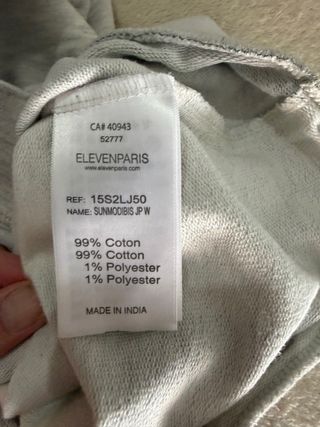 CA# 40943
52777
ELEVENPARIS
www.elevenparis.com
REF: 15S2LJ50
NAME: SUNMODIBIS JP W
99% Coton
99% Cotton
1% Polyester
1% Polyester
MADE IN INDIA